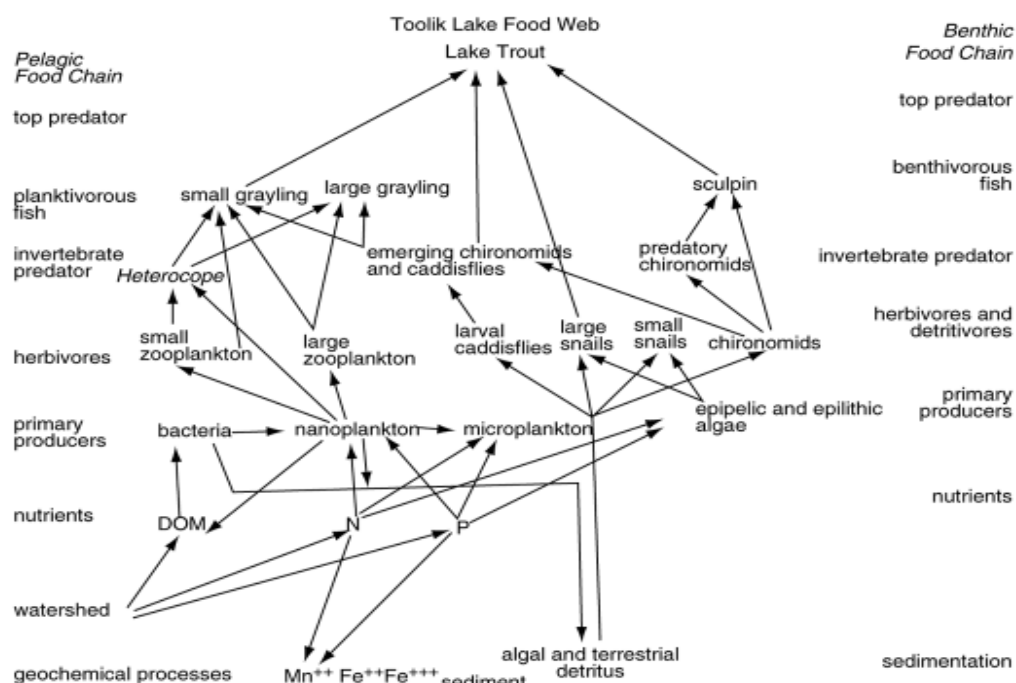 Toolik Lake Food Web
Lake Trout
Pelagic
Food Chain
Benthic
Food Chain
top predator
top predator
planktivorous
fish
small grayling
large grayling
sculpin
benthivorous
fish
invertebrate
predator
Heterocope
emerging chironomids
and caddisflies
predatory
chironomids
invertebrate predator
herbivores
small
zooplankton
large
zooplankton
larval
caddisflies
large
snails
small
snails
chironomids
herbivores and
detritivores
primary
producers
bacteria
nanoplankton
microplankton
epipelic and epilithic
algae
primary
producers
nutrients
DOM
N
P
nutrients
watershed
geochemical processes
Mn⁺⁺ Fe⁺⁺Fe⁺⁺⁺
sediment
algal and terrestrial
detritus
sedimentation